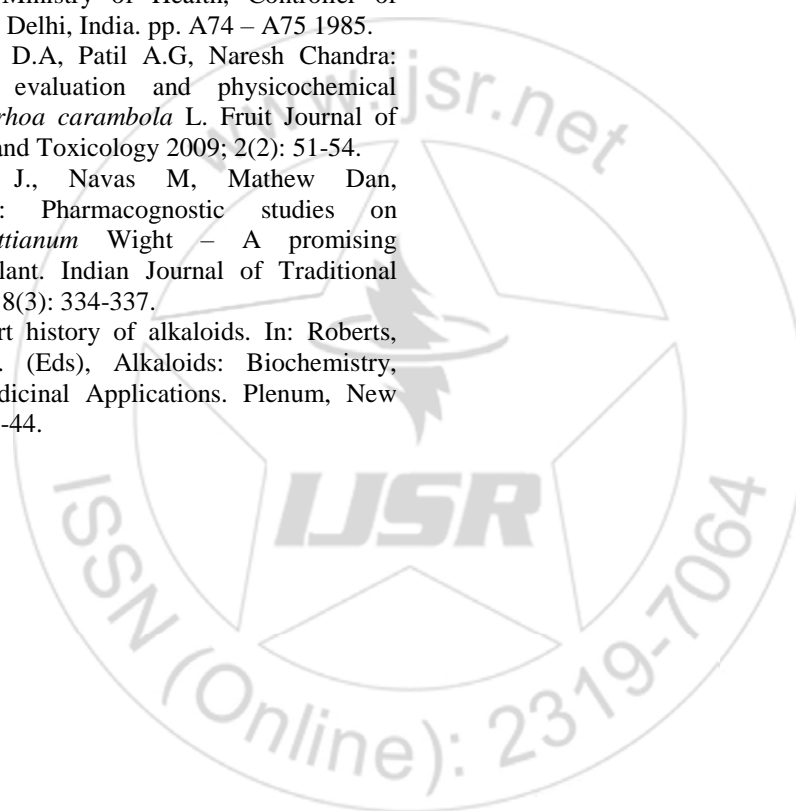 Ministry of Health, Controller of
Delhi, India. pp. A74 – A75 1985.
D.A, Patil A.G, Naresh Chandra:
evaluation and physicochemical
rhoa carambola L. Fruit Journal of
and Toxicology 2009; 2(2): 51-54.
J., Navas M, Mathew Dan,
: Pharmacognostic studies on
ttianum Wight – A promising
lant. Indian Journal of Traditional
8(3): 334-337.
rt history of alkaloids. In: Roberts,
. (Eds), Alkaloids: Biochemistry,
dicinal Applications. Plenum, New
-44.
www.ijsr.net
IJSR
ISSN (Online): 2319-7064